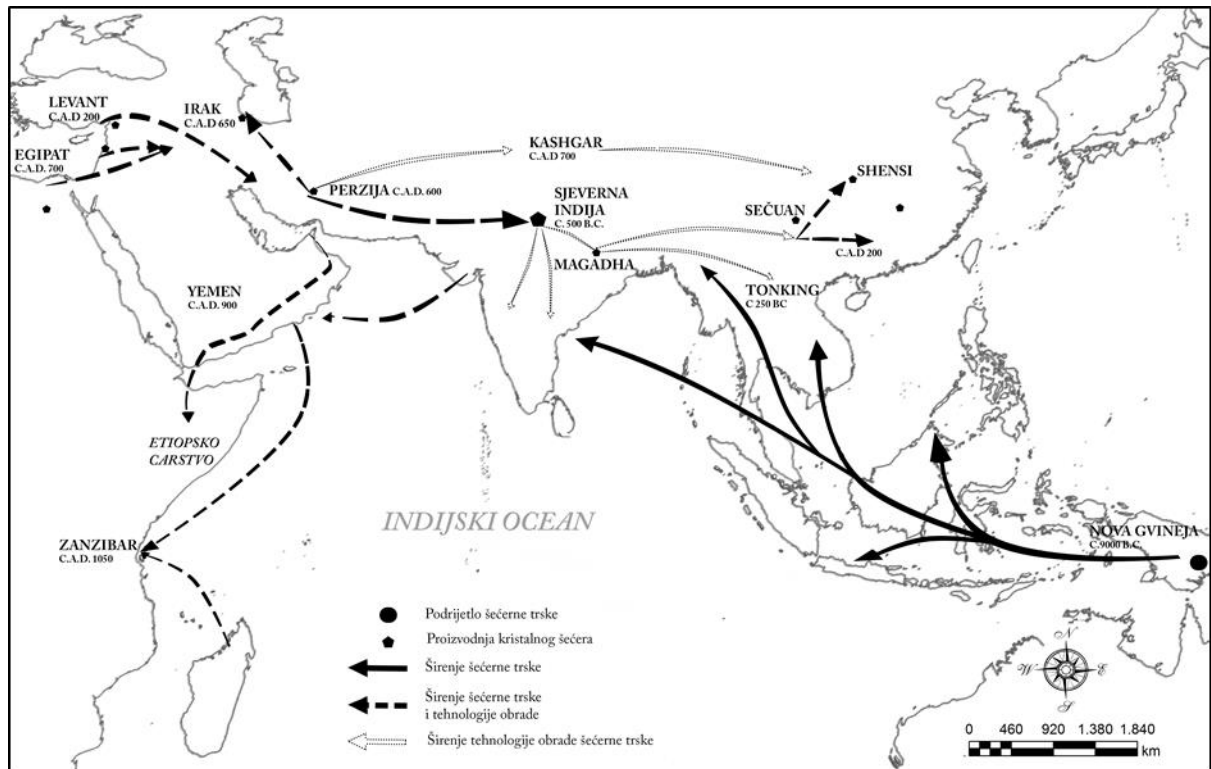 LEVANT
C.A.D 200
IRAK
C.A.D 650
EGIPAT
C.A.D. 700
KASHGAR
C.A.D 700
PERZIJA C.A.D. 600
SJEVERNA
INDIJA
C. 500 B.C.
SHENSI
SEČUAN
C.A.D 200
MAGADHA
TONKING
C 250 BC
YEMEN
C.A.D. 900
ETIOPSKO
CARSTVO
INDIJSKI OCEAN
ZANZIBAR
C.A.D. 1050
NOVA GVINEJA
C.9000 B.C.
Podrijetlo šećerne trske
Proizvodnja kristalnog šećera
Širenje šećerne trske
Širenje šećerne trske
i tehnologije obrade
Širenje tehnologije obrade šećerne trske
N
W E
S
0 460 920 1.380 1.840
km